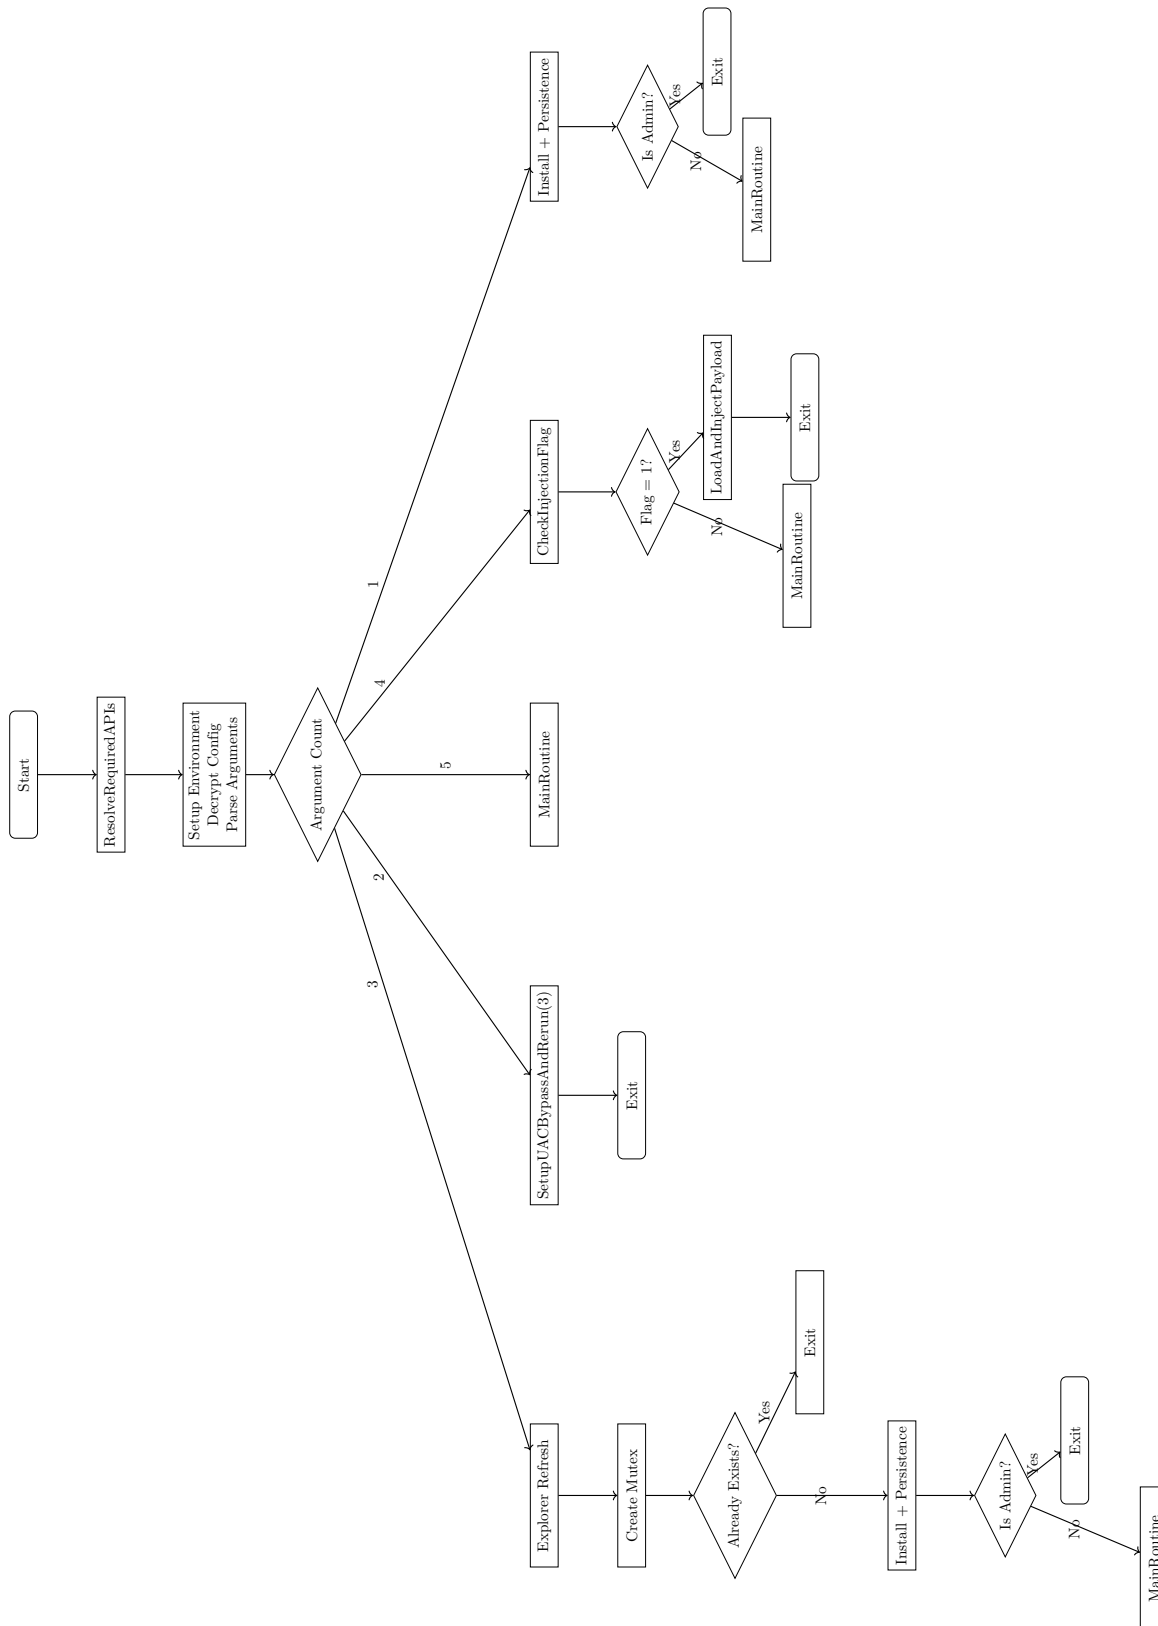 Start
ResolveRequiredAPIs
Setup Environment
Decrypt Config
Parse Arguments
Argument Count
3
2
5
4
1
Explorer Refresh
Create Mutex
Already Exists?
Yes
Exit
No
Install + Persistence
Is Admin?
Yes
Exit
No
MainRoutine
SetupUACBypassAndRerun(3)
Exit
MainRoutine
CheckInjectionFlag
Flag = 1?
Yes
LoadAndInjectPayload
Exit
No
MainRoutine
Install + Persistence
Is Admin?
Yes
Exit
No
MainRoutine